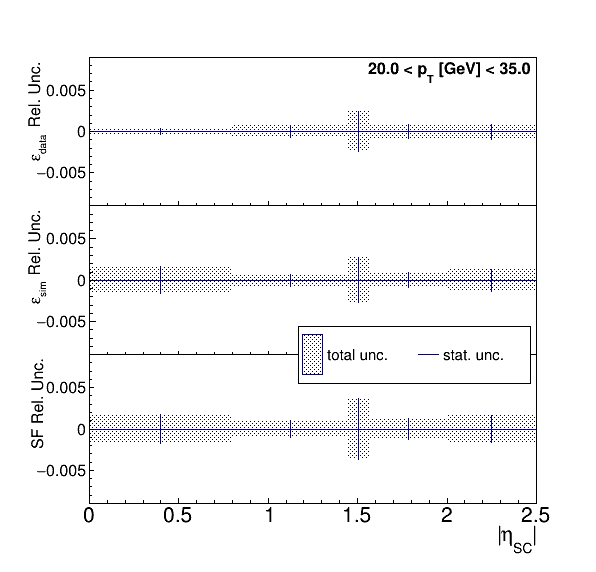 20.0 < p_T [GeV] < 35.0
ε_data Rel. Unc.
0.005
0
−0.005
ε_sim Rel. Unc.
0.005
0
−0.005
total unc. stat. unc.
SF Rel. Unc.
0.005
0
−0.005
0 0.5 1 1.5 2 2.5
|η_SC|